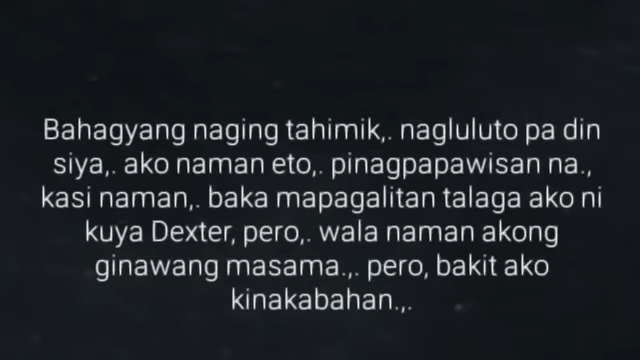 Bahagyang naging tahimik,. nagluluto pa din
siya,. ako naman eto,. pinagpapawisan na.,
kasi naman,. baka mapagalitan talaga ako ni
kuya Dexter, pero,. wala naman akong
ginawang masama.,. pero, bakit ako
kinakabahan.,.